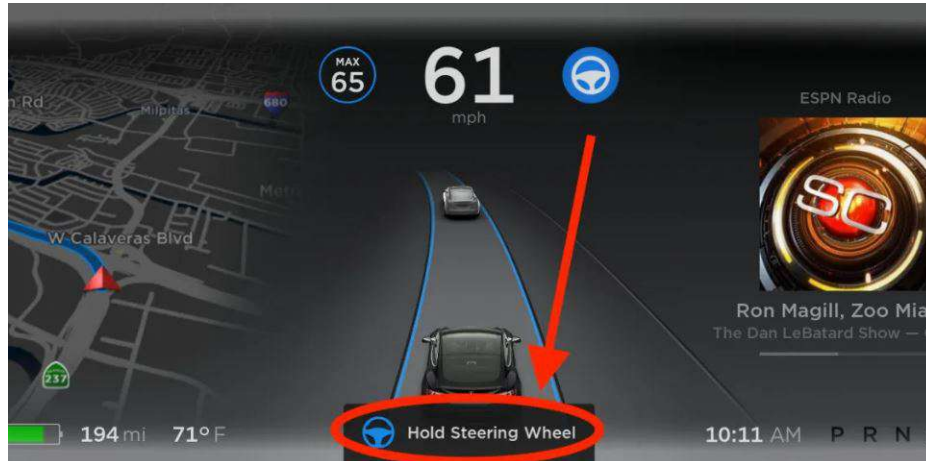 MAX
65
61
mph
ESPN Radio
n Rd
Milpitas
680
SC
W Calaveras Blvd
Ron Magill, Zoo Mia
The Dan LeBatard Show —
237
194 mi
71° F
Hold Steering Wheel
10:11 AM
P R N